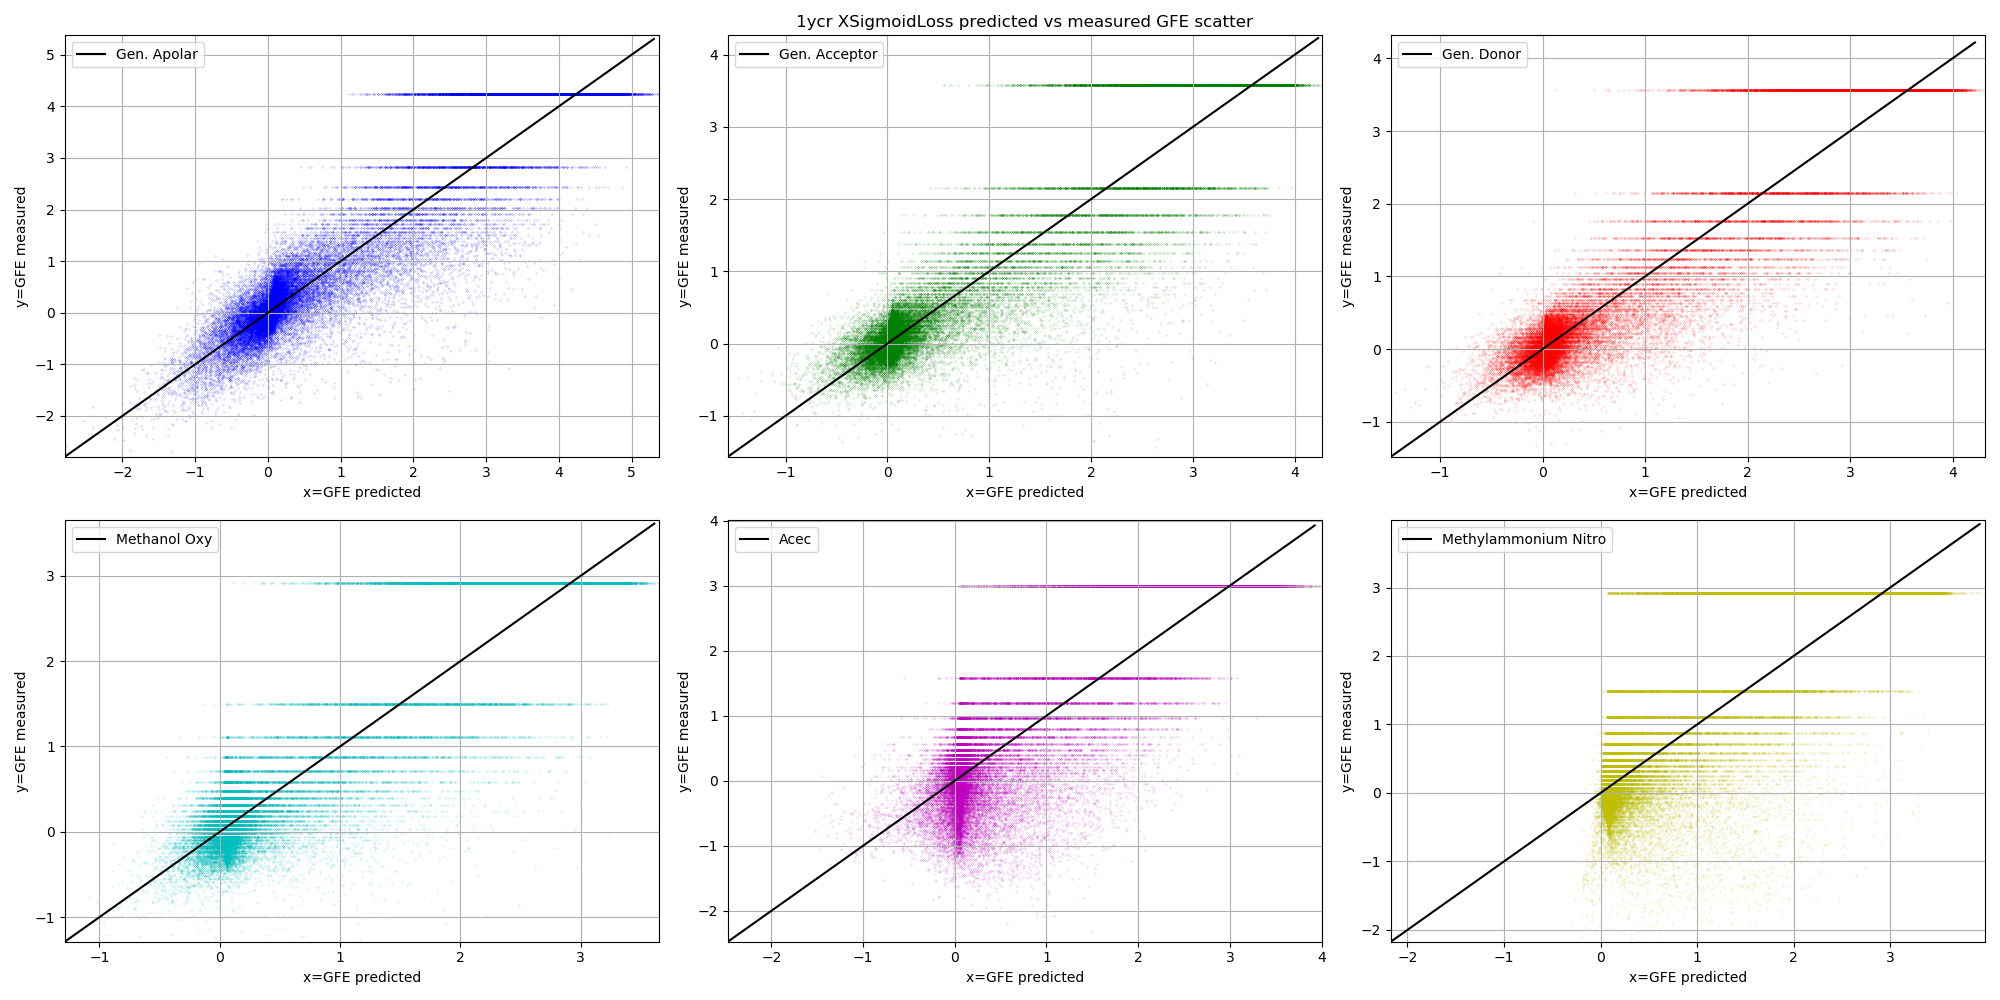 1ycr XSigmoidLoss predicted vs measured GFE scatter
Gen. Apolar
5
4
3
2
1
0
−1
−2
y=GFE measured
−2 −1 0 1 2 3 4 5
x=GFE predicted
Gen. Acceptor
4
3
2
1
0
−1
y=GFE measured
−1 0 1 2 3 4
x=GFE predicted
Gen. Donor
4
3
2
1
0
−1
y=GFE measured
−1 0 1 2 3 4
x=GFE predicted
Methanol Oxy
3
2
1
0
−1
y=GFE measured
−1 0 1 2 3
x=GFE predicted
Acec
4
3
2
1
0
−1
−2
y=GFE measured
−2 −1 0 1 2 3 4
x=GFE predicted
Methylammonium Nitro
3
2
1
0
−1
−2
y=GFE measured
−2 −1 0 1 2 3
x=GFE predicted